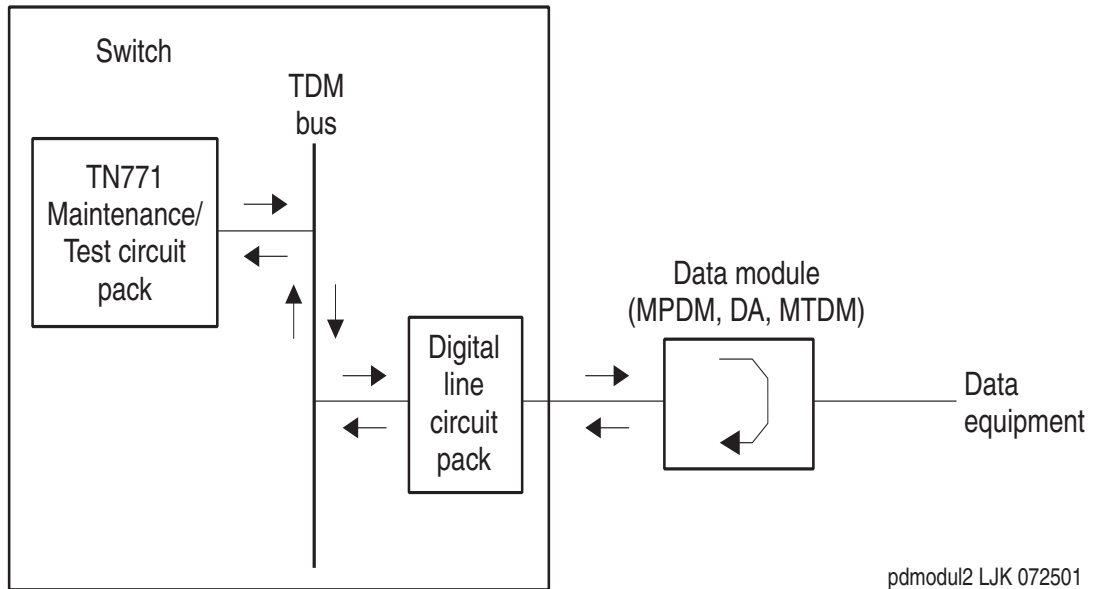 Switch
TDM
bus
TN771
Maintenance/
Test circuit
pack
Data module
(MPDM, DA, MTDM)
Digital
line
circuit
pack
Data
equipment
pdmodul2 LJK 072501